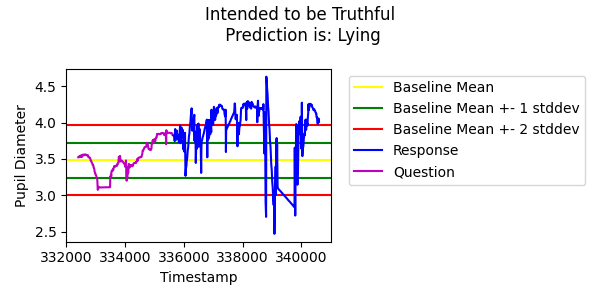 Intended to be Truthful
Prediction is: Lying
4.5
4.0
3.5
3.0
2.5
Pupil Diameter
332000 334000 336000 338000 340000
Timestamp
Baseline Mean
Baseline Mean +- 1 stddev
Baseline Mean +- 2 stddev
Response
Question